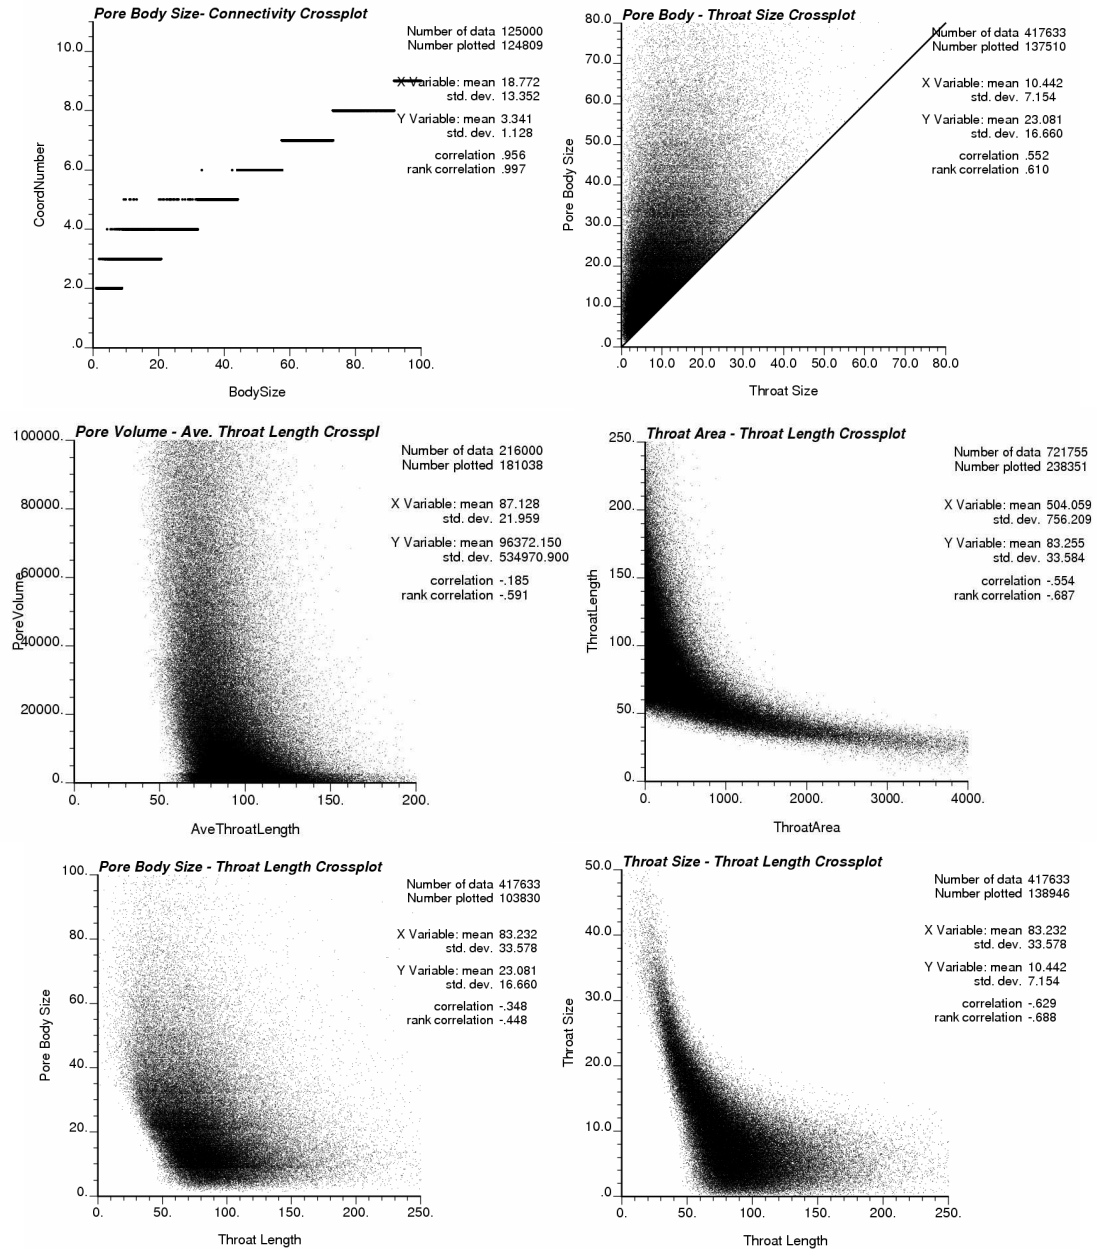 Pore Body Size- Connectivity Crossplot
Number of data 125000
Number plotted 124809
X Variable: mean 18.772
std. dev. 13.352
Y Variable: mean 3.341
std. dev. 1.128
correlation .956
rank correlation .997
10.0
8.0
6.0
4.0
2.0
.0
CoordNumber
0. 20. 40. 60. 80. 100.
BodySize
Pore Body - Throat Size Crossplot
Number of data 417633
Number plotted 137510
X Variable: mean 10.442
std. dev. 7.154
Y Variable: mean 23.081
std. dev. 16.660
correlation .552
rank correlation .610
80.0
70.0
60.0
50.0
40.0
30.0
20.0
10.0
.0
Pore Body Size
.0 10.0 20.0 30.0 40.0 50.0 60.0 70.0 80.0
Throat Size
Pore Volume - Ave. Throat Length Crosspl
Number of data 216000
Number plotted 181038
X Variable: mean 87.128
std. dev. 21.959
Y Variable: mean 96372.150
std. dev. 534970.900
correlation -.185
rank correlation -.591
100000.
80000.
60000.
40000.
20000.
0.
PoreVolume
0. 50. 100. 150. 200.
AveThroatLength
Throat Area - Throat Length Crossplot
Number of data 721755
Number plotted 238351
X Variable: mean 504.059
std. dev. 756.209
Y Variable: mean 83.255
std. dev. 33.584
correlation -.554
rank correlation -.687
250.
200.
150.
100.
50.
0.
ThroatLength
0. 1000. 2000. 3000. 4000.
ThroatArea
Pore Body Size - Throat Length Crossplot
Number of data 417633
Number plotted 103830
X Variable: mean 83.232
std. dev. 33.578
Y Variable: mean 23.081
std. dev. 16.660
correlation -.348
rank correlation -.448
100.
80.
60.
40.
20.
0.
Pore Body Size
0. 50. 100. 150. 200. 250.
Throat Length
Throat Size - Throat Length Crossplot
Number of data 417633
Number plotted 138946
X Variable: mean 83.232
std. dev. 33.578
Y Variable: mean 10.442
std. dev. 7.154
correlation -.629
rank correlation -.688
50.0
40.0
30.0
20.0
10.0
.0
Throat Size
0. 50. 100. 150. 200. 250.
Throat Length